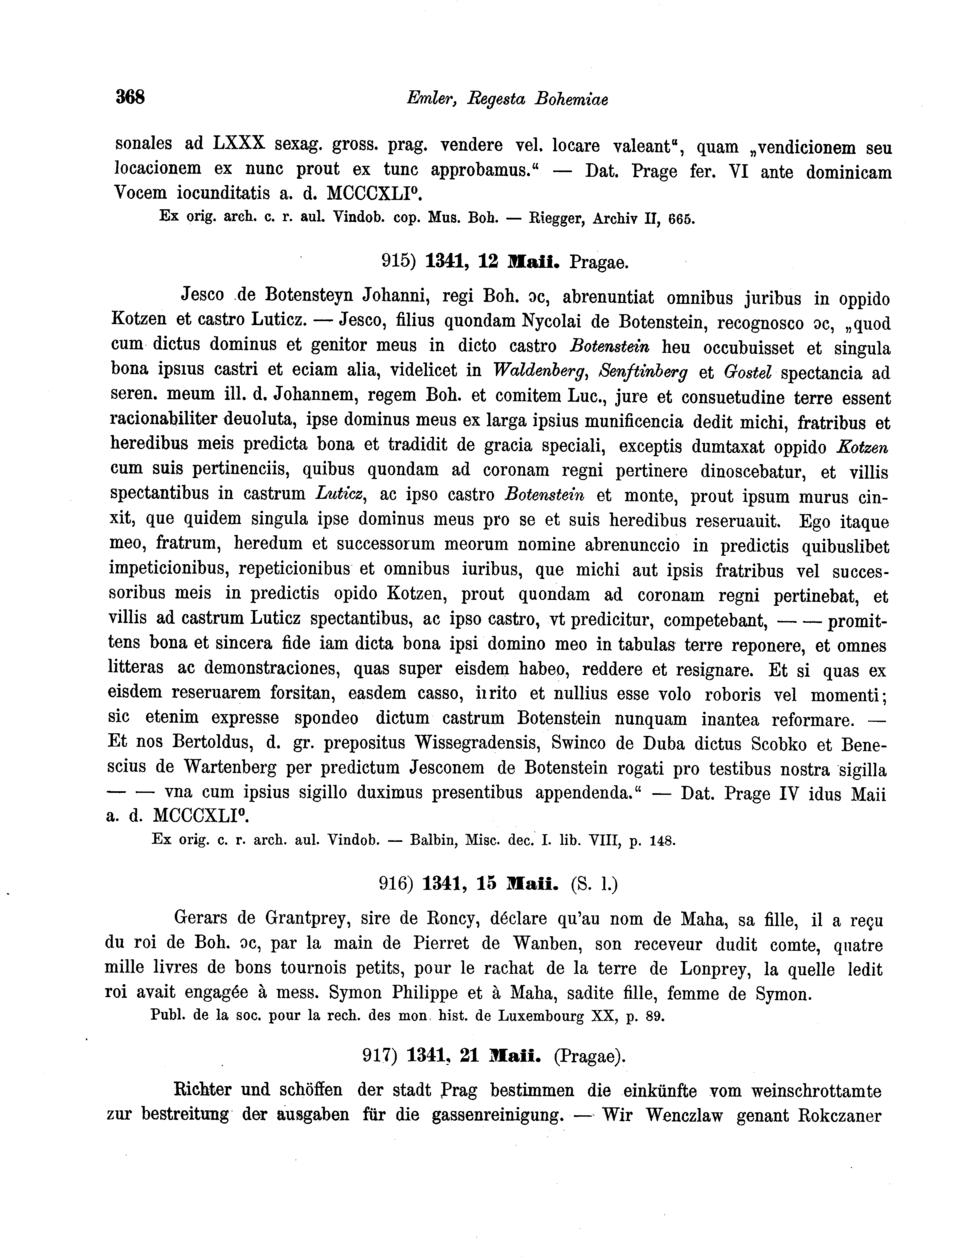 368 Emler, Regesta Bohemiae
sonales ad LXXX sexag. gross. prag. vendere vel. locare valeant“, quam „vendicionem seu
locacionem ex nunc prout ex tunc approbamus.“ — Dat. Prage fer. VI ante dominicam
Vocem iocunditatis a. d. MCCCXLI⁰.
Ex orig. arch. c. r. aul. Vindob. cop. Mus. Boh. — Riegger, Archiv II, 665.
915) 1341, 12 Maii. Pragae.
Jesco de Botensteyn Johanni, regi Boh. ɔc, abrenuntiat omnibus juribus in oppido
Kotzen et castro Luticz. — Jesco, filius quondam Nycolai de Botenstein, recognosco ɔc, „quod
cum dictus dominus et genitor meus in dicto castro Botenstein heu occubuisset et singula
bona ipsius castri et eciam alia, videlicet in Waldenberg, Senftinberg et Gostel spectancia ad
seren. meum ill. d. Johannem, regem Boh. et comitem Luc., jure et consuetudine terre essent
racionabiliter deuoluta, ipse dominus meus ex larga ipsius munificencia dedit michi, fratribus et
heredibus meis predicta bona et tradidit de gracia speciali, exceptis dumtaxat oppido Kotzen
cum suis pertinenciis, quibus quondam ad coronam regni pertinere dinoscebatur, et villis
spectantibus in castrum Luticz, ac ipso castro Botenstein et monte, prout ipsum murus cin-
xit, que quidem singula ipse dominus meus pro se et suis heredibus reseruauit. Ego itaque
meo, fratrum, heredum et successorum meorum nomine abrenunccio in predictis quibuslibet
impeticionibus, repeticionibus et omnibus iuribus, que michi aut ipsis fratribus vel succes-
soribus meis in predictis opido Kotzen, prout quondam ad coronam regni pertinebat, et
villis ad castrum Luticz spectantibus, ac ipso castro, vt predicitur, competebant, — — promit-
tens bona et sincera fide iam dicta bona ipsi domino meo in tabulas terre reponere, et omnes
litteras ac demonstraciones, quas super eisdem habeo, reddere et resignare. Et si quas ex
eisdem reseruarem forsitan, easdem casso, irrito et nullius esse volo roboris vel momenti;
sic etenim expresse spondeo dictum castrum Botenstein nunquam inantea reformare. —
Et nos Bertoldus, d. gr. prepositus Wissegradensis, Swinco de Duba dictus Scobko et Bene-
scius de Wartenberg per predictum Jesconem de Botenstein rogati pro testibus nostra sigilla
— — vna cum ipsius sigillo duximus presentibus appendenda.“ — Dat. Prage IV idus Maii
a. d. MCCCXLI⁰.
Ex orig. c. r. arch. aul. Vindob. — Balbin, Misc. dec. I. lib. VIII, p. 148.
916) 1341, 15 Maii. (S. l.)
Gerars de Grantprey, sire de Roncy, déclare qu'au nom de Maha, sa fille, il a reçu
du roi de Boh. ɔc, par la main de Pierret de Wanben, son receveur dudit comte, quatre
mille livres de bons tournois petits, pour le rachat de la terre de Lonprey, la quelle ledit
roi avait engagée à mess. Symon Philippe et à Maha, sadite fille, femme de Symon.
Publ. de la soc. pour la rech. des mon. hist. de Luxembourg XX, p. 89.
917) 1341, 21 Maii. (Pragae).
Richter und schöffen der stadt Prag bestimmen die einkünfte vom weinschrottamte
zur bestreitung der ausgaben für die gassenreinigung. — Wir Wenczlaw genant Rokczaner